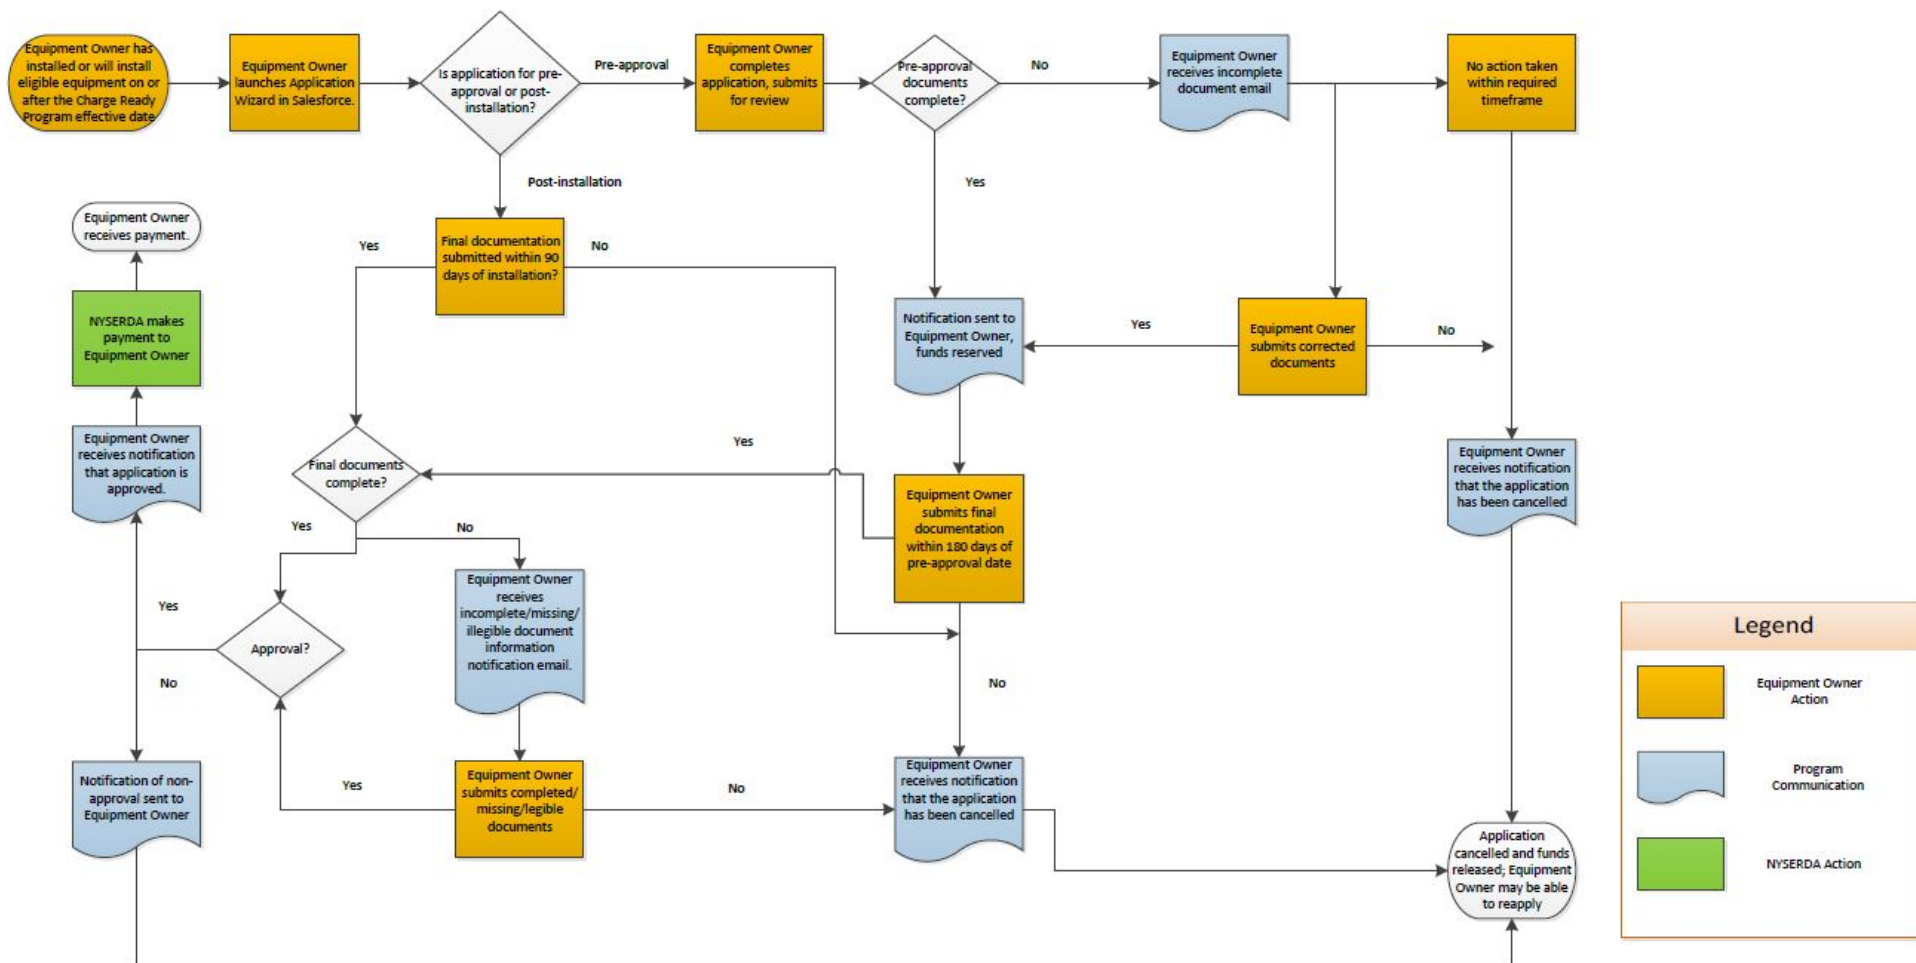 Equipment Owner has
installed or will install
eligible equipment on or
after the Charge Ready
Program effective date
Equipment Owner
launches Application
Wizard in Salesforce.
Is application for pre-
approval or post-
installation?
Pre-approval
Equipment Owner
completes
application, submits
for review
Pre-approval
documents
complete?
No
Equipment Owner
receives incomplete
document email
No action taken
within required
timeframe
Post-installation
Yes
Equipment Owner
receives payment.
Yes
Final documentation
submitted within 90
days of installation?
No
NYSERDA makes
payment to
Equipment Owner
Notification sent to
Equipment Owner,
funds reserved
Yes
Equipment Owner
submits corrected
documents
No
Equipment Owner
receives notification
that application is
approved.
Final documents
complete?
Yes
Equipment Owner
submits final
documentation
within 180 days of
pre-approval date
Equipment Owner
receives notification
that the application
has been cancelled
Yes
No
Equipment Owner
receives
incomplete/missing/
illegible document
information
notification email.
Yes
Approval?
No
No
Notification of non-
approval sent to
Equipment Owner
Yes
Equipment Owner
submits completed/
missing/legible
documents
No
Equipment Owner
receives notification
that the application
has been cancelled
Application
cancelled and funds
released; Equipment
Owner may be able
to reapply
Legend
Equipment Owner
Action
Program
Communication
NYSERDA Action